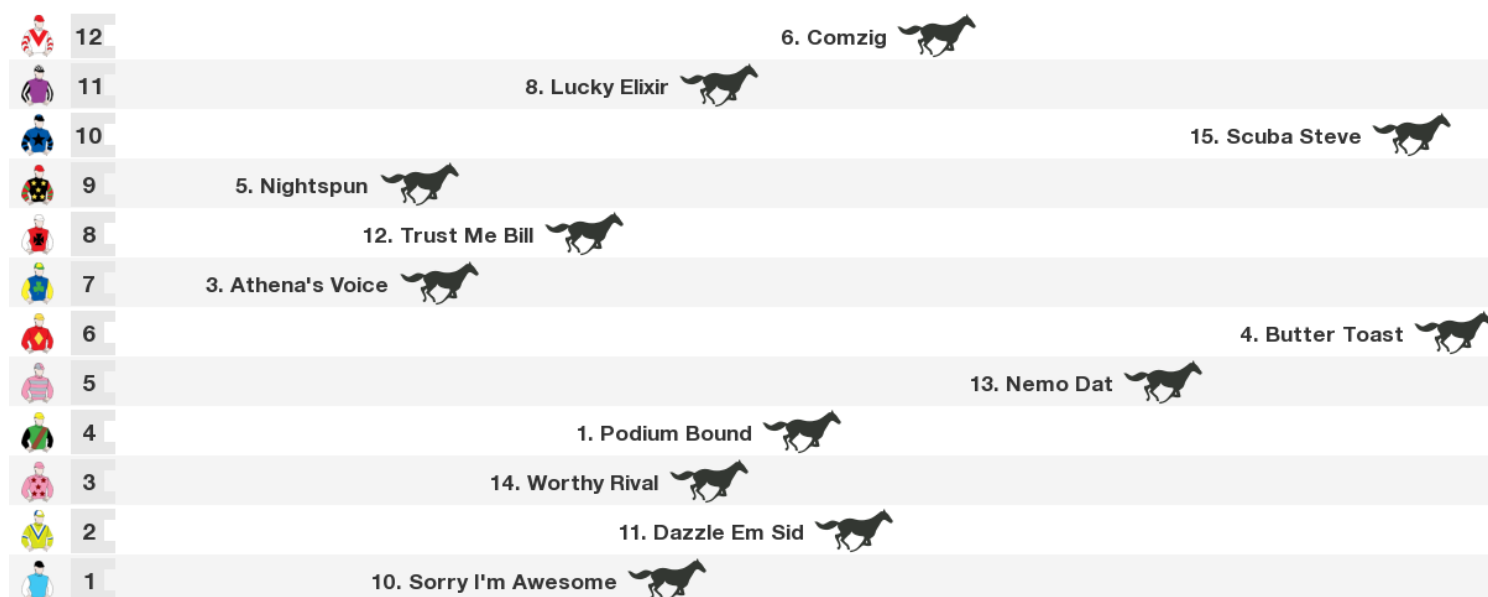 12 6. Comzig
11 8. Lucky Elixir
10 15. Scuba Steve
9 5. Nightspun
8 12. Trust Me Bill
7 3. Athena's Voice
6 4. Butter Toast
5 13. Nemo Dat
4 1. Podium Bound
3 14. Worthy Rival
2 11. Dazzle Em Sid
1 10. Sorry I'm Awesome